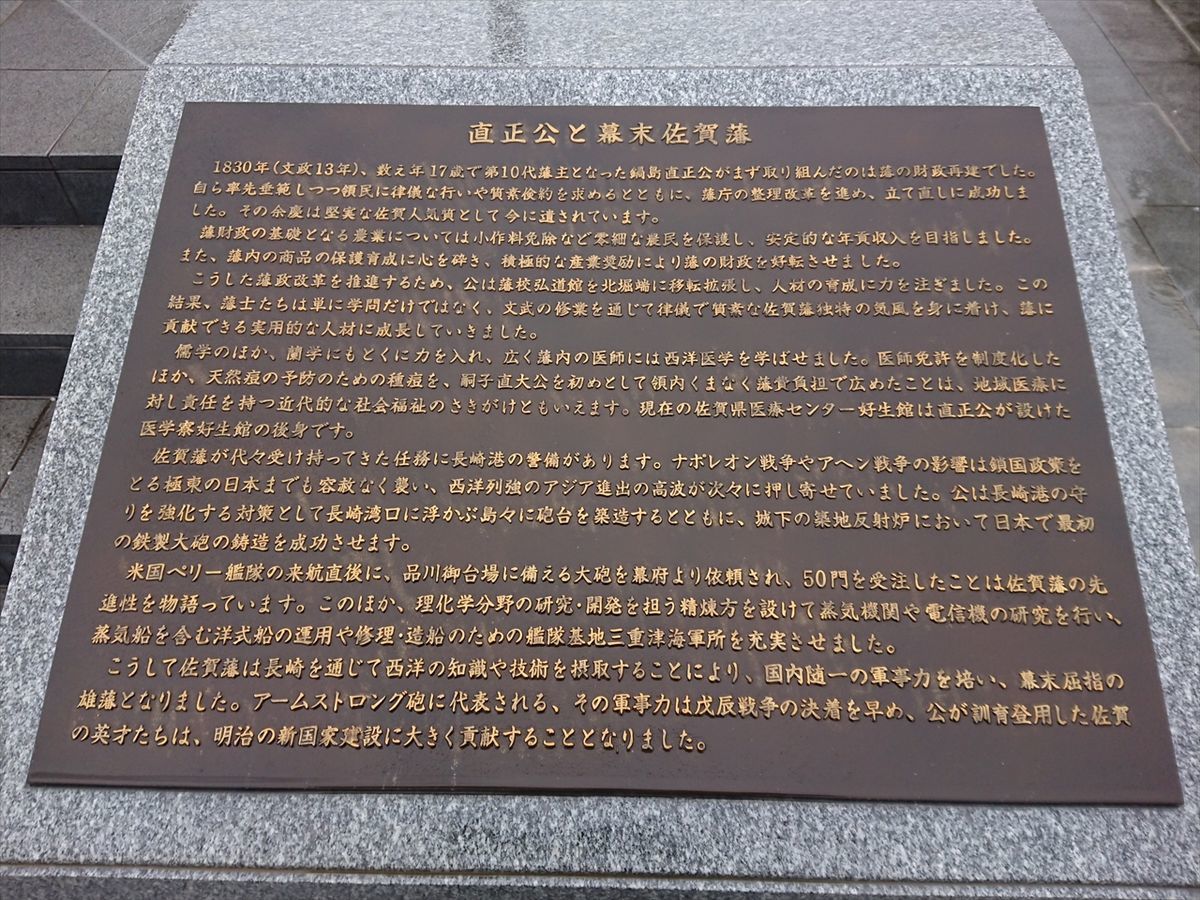 直正公と幕末佐賀藩
1830年(文政13年)、数え年17歳で第10代藩主となった鍋島直正公がまず取り組んだのは藩の財政再建でした。
自ら率先垂範しつつ領民に律儀な行いや質素倹約を求めるとともに、藩庁の整理改革を進め、立て直しに成功しま
した。その余慶は堅実な佐賀人気質として今に遺されています。
藩財政の基礎となる農業については小作料免除など零細な農民を保護し、安定的な年貢収入を目指しました。
また、藩内の商品の保護育成に心を砕き、積極的な産業奨励により藩の財政を好転させました。
こうした藩政改革を推進するため、公は藩校弘道館を北堀端に移転拡張し、人材の育成に力を注ぎました。この
結果、藩士たちは単に学問だけではなく、文武の修業を通じて律儀で質素な佐賀藩独特の気風を身に着け、藩に
貢献できる実用的な人材に成長していきました。
儒学のほか、蘭学にもとくに力を入れ、広く藩内の医師には西洋医学を学ばせました。医師免許を制度化した
ほか、天然痘の予防のための種痘を、嗣子直大公を初めとして領内くまなく藩費負担で広めたことは、地域医療に
対し責任を持つ近代的な社会福祉のさきがけともいえます。現在の佐賀県医療センター好生館は直正公が設けた
医学寮好生館の後身です。
佐賀藩が代々受け持ってきた任務に長崎港の警備があります。ナポレオン戦争やアヘン戦争の影響は鎖国政策を
とる極東の日本までも容赦なく襲い、西洋列強のアジア進出の高波が次々に押し寄せていました。公は長崎港の守
りを強化する対策として長崎湾口に浮かぶ島々に砲台を築造するとともに、城下の築地反射炉において日本で最初
の鉄製大砲の鋳造を成功させます。
米国ペリー艦隊の来航直後に、品川御台場に備える大砲を幕府より依頼され、50門を受注したことは佐賀藩の先
進性を物語っています。このほか、理化学分野の研究・開発を担う精煉方を設けて蒸気機関や電信機の研究を行い、
蒸気船を含む洋式船の運用や修理・造船のための艦隊基地三重津海軍所を充実させました。
こうして佐賀藩は長崎を通じて西洋の知識や技術を摂取することにより、国内随一の軍事力を培い、幕末屈指の
雄藩となりました。アームストロング砲に代表される、その軍事力は戊辰戦争の決着を早め、公が訓育登用した佐賀
の英才たちは、明治の新国家建設に大きく貢献することとなりました。